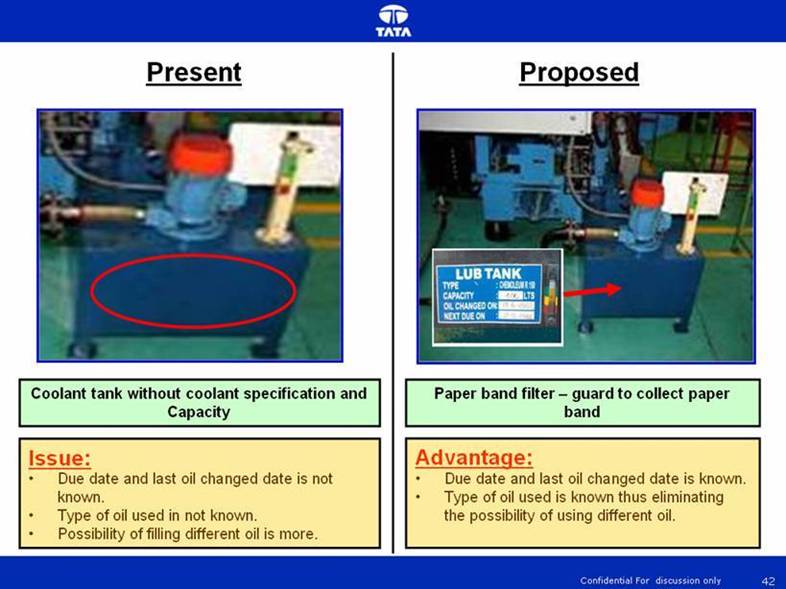 TATA
Present
Proposed
LUB TANK
TYPE : CHEMOLEUM R 150
CAPACITY : LTS
OIL CHANGED ON:
NEXT DUE ON :
Coolant tank without coolant specification and
Capacity
Paper band filter – guard to collect paper
band
Issue:
• Due date and last oil changed date is not
known.
• Type of oil used in not known.
• Possibility of filling different oil is more.
Advantage:
• Due date and last oil changed date is known.
• Type of oil used is known thus eliminating
the possibility of using different oil.
Confidential For discussion only
42